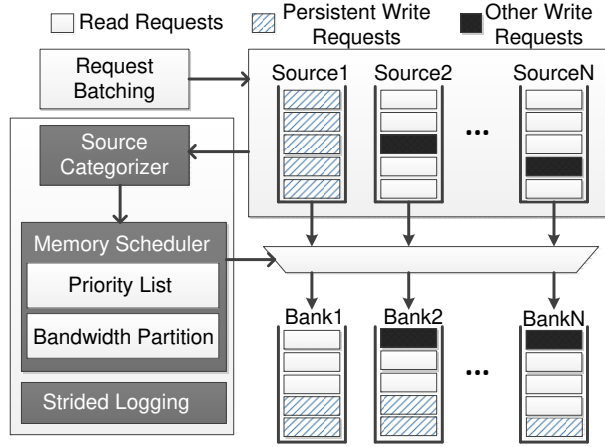 Read Requests
Persistent Write
Requests
Other Write
Requests
Request
Batching
Source1
Source2
...
SourceN
Source
Categorizer
Memory Scheduler
Priority List
Bandwidth Partition
Strided Logging
Bank1
Bank2
...
BankN